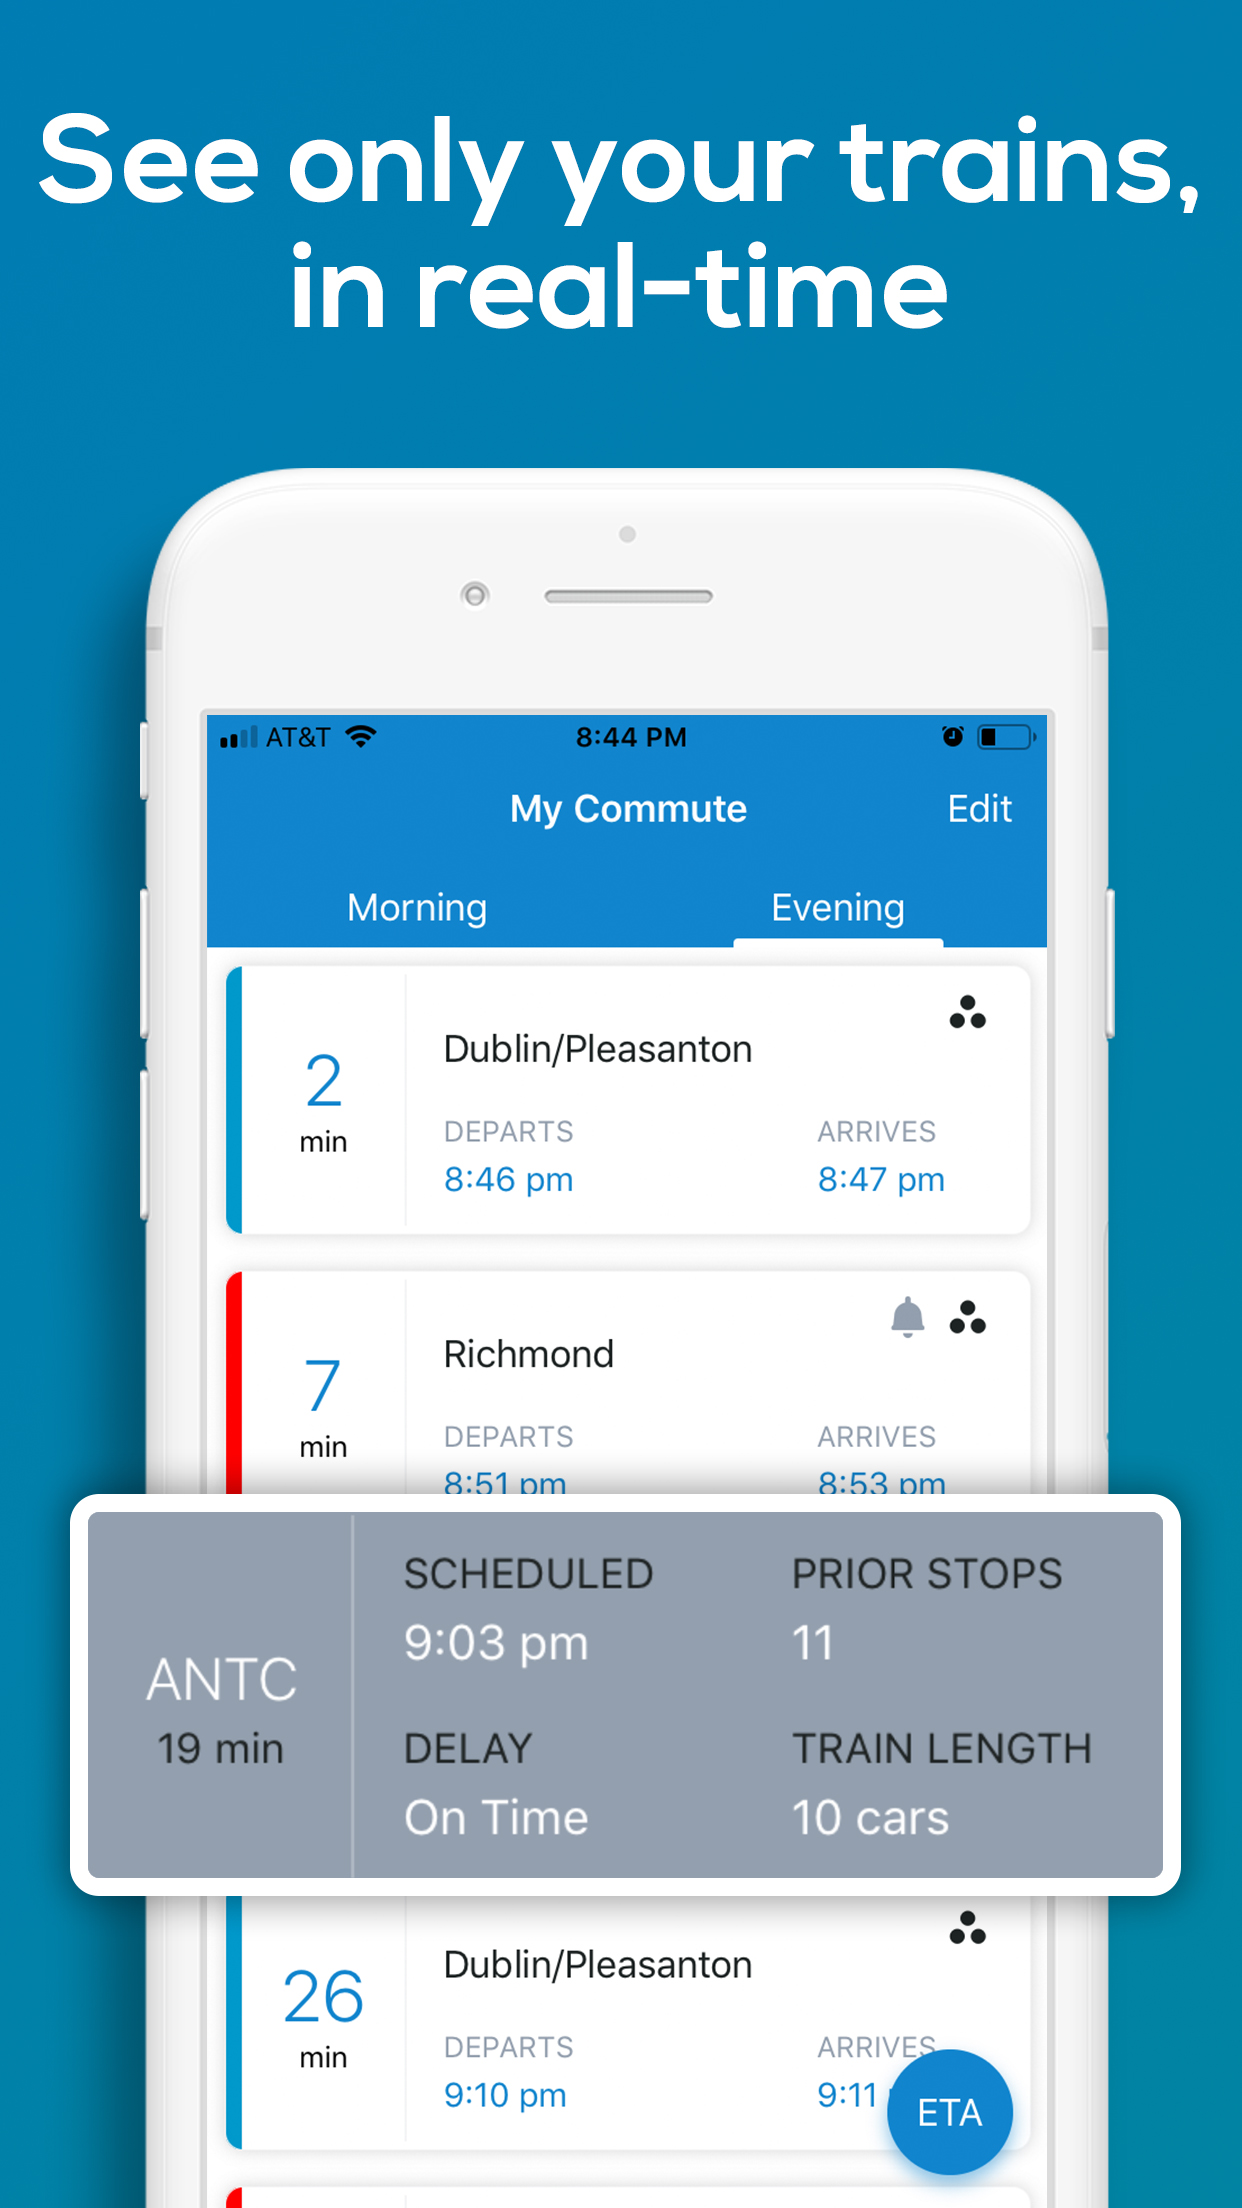 See only your trains,
in real-time
AT&T
8:44 PM
My Commute
Edit
Morning
Evening
2
min
Dublin/Pleasanton
DEPARTS
ARRIVES
8:46 pm
8:47 pm
7
min
Richmond
DEPARTS
ARRIVES
8:51 pm
8:53 pm
ANTC
19 min
SCHEDULED
PRIOR STOPS
9:03 pm
11
DELAY
TRAIN LENGTH
On Time
10 cars
26
min
Dublin/Pleasanton
DEPARTS
ARRIVES
9:10 pm
9:11
ETA